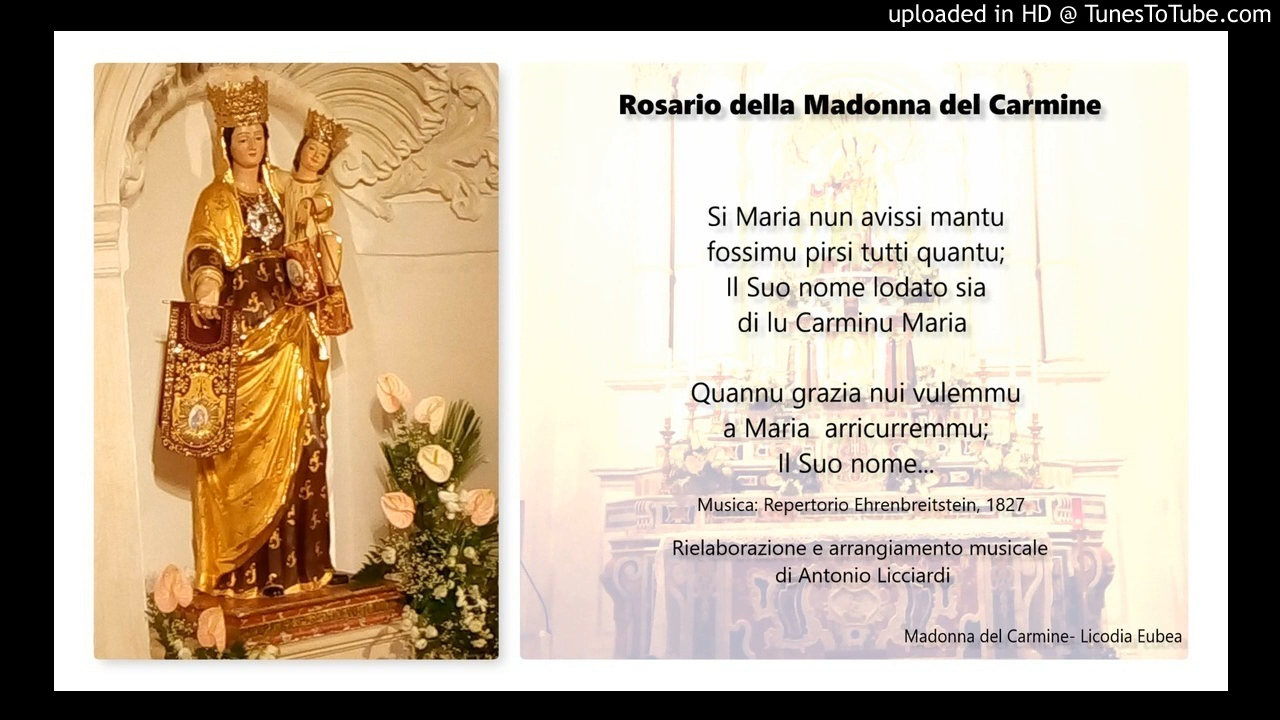 uploaded in HD @ TunesToTube.com
Rosario della Madonna del Carmine
Si Maria nun avissi mantu
fossimu pirsi tutti quantu;
Il Suo nome lodato sia
di lu Carminu Maria
Quannu grazia nui vulemmu
a Maria  arricurremmu;
Il Suo nome...
Musica: Repertorio Ehrenbreitstein, 1827
Rielaborazione e arrangiamento musicale
di Antonio Licciardi
Madonna del Carmine- Licodia Eubea